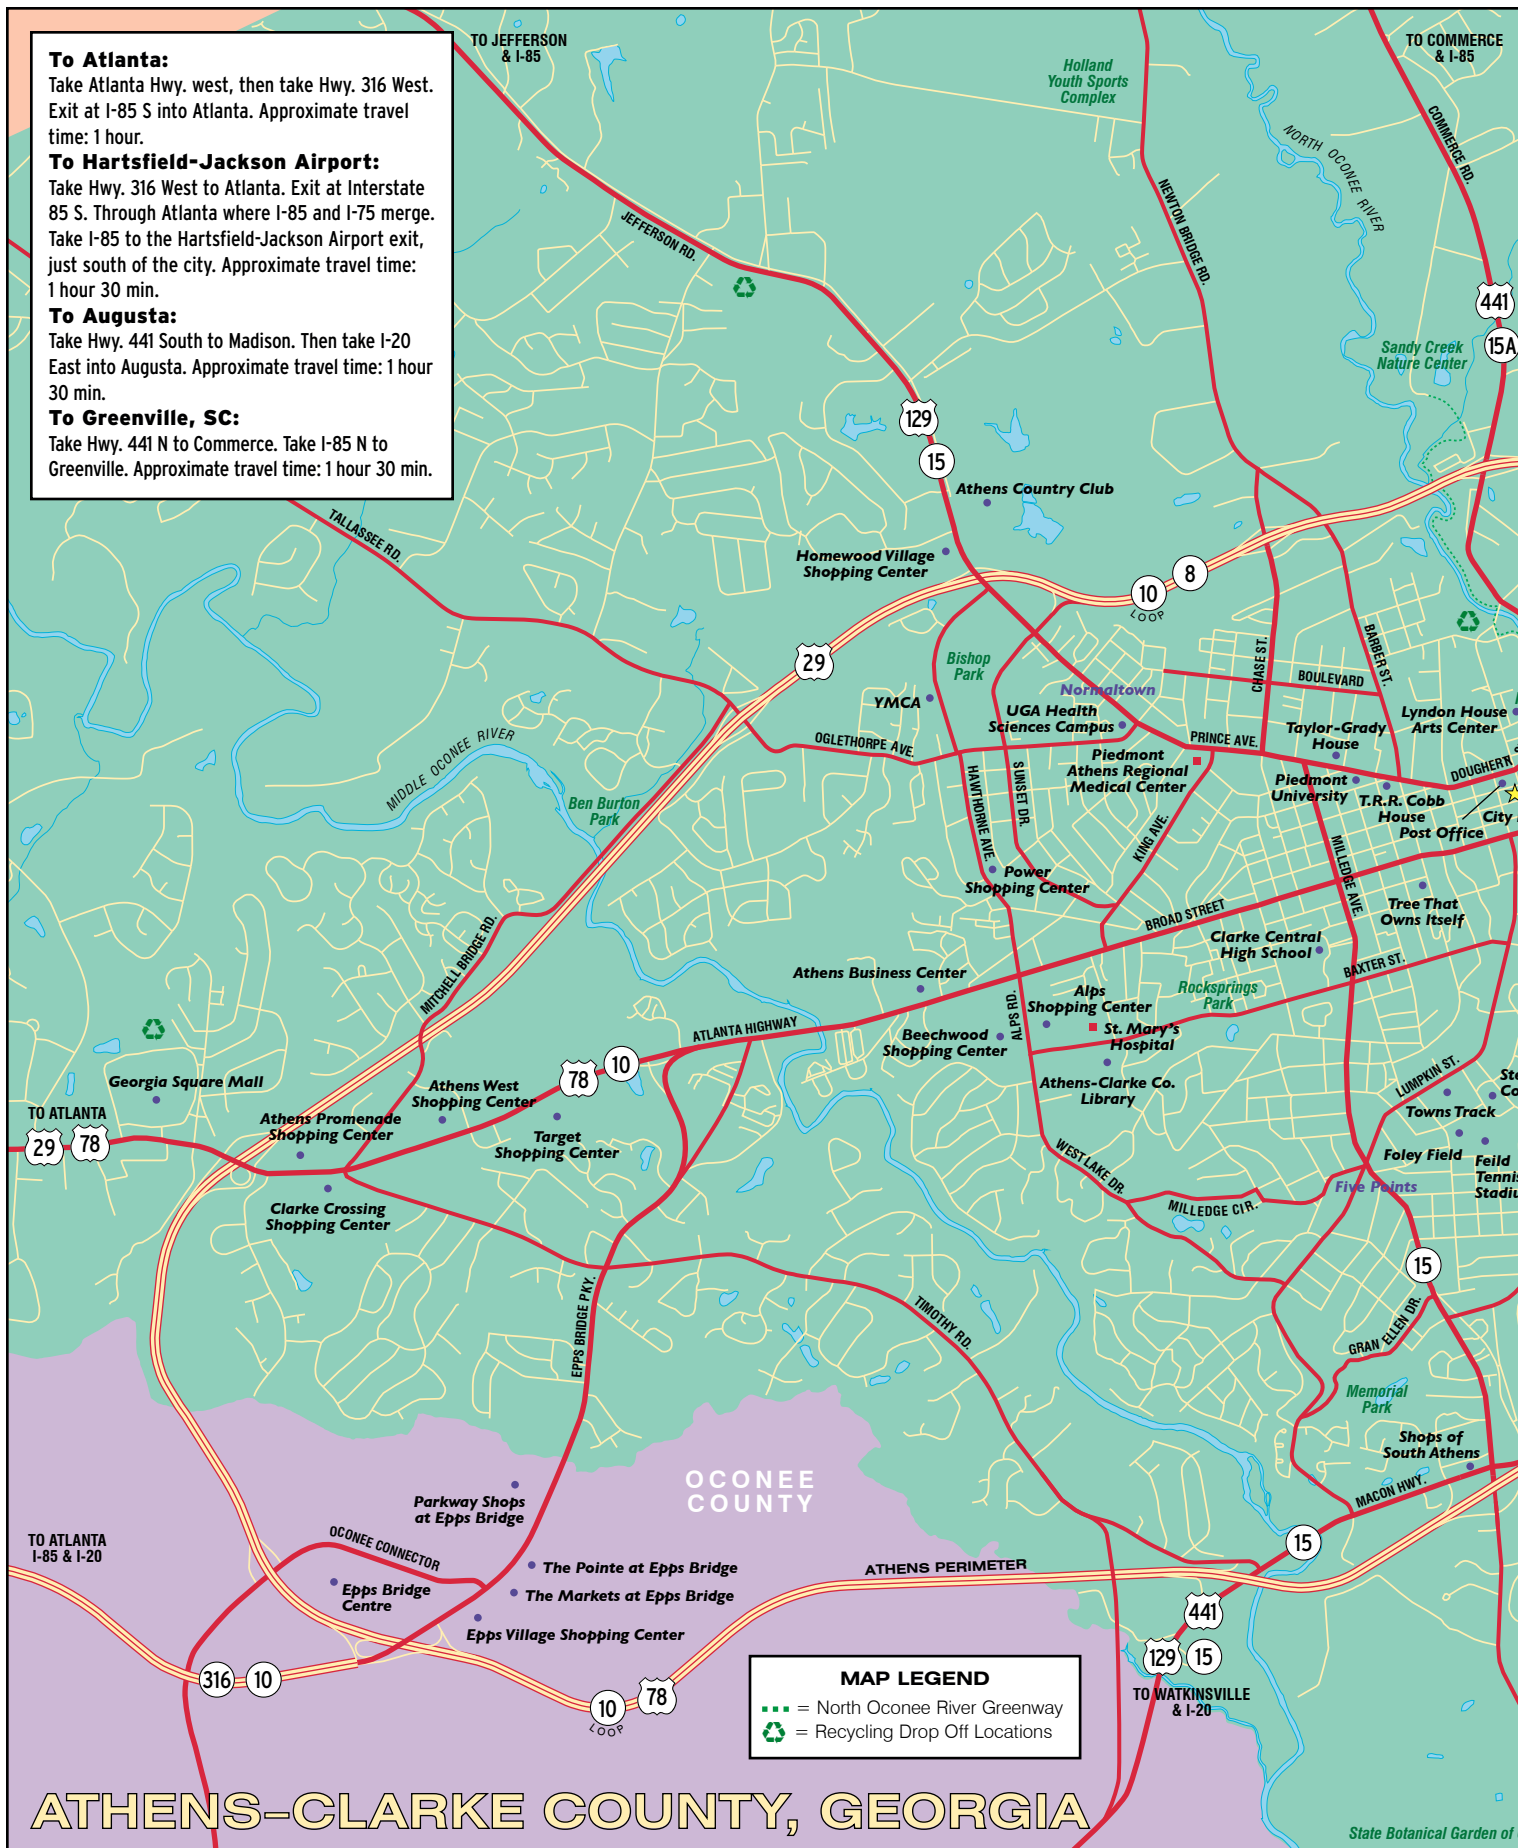 To Atlanta:
Take Atlanta Hwy. west, then take Hwy. 316 West.
Exit at I-85 S into Atlanta. Approximate travel
time: 1 hour.
To Hartsfield-Jackson Airport:
Take Hwy. 316 West to Atlanta. Exit at Interstate
85 S. Through Atlanta where I-85 and I-75 merge.
Take I-85 to the Hartsfield-Jackson Airport exit,
just south of the city. Approximate travel time:
1 hour 30 min.
To Augusta:
Take Hwy. 441 South to Madison. Then take I-20
East into Augusta. Approximate travel time: 1 hour
30 min.
To Greenville, SC:
Take Hwy. 441 N to Commerce. Take I-85 N to
Greenville. Approximate travel time: 1 hour 30 min.
TO JEFFERSON
& I-85
TO COMMERCE
& I-85
Holland
Youth Sports
Complex
COMMERCE RD.
NORTH OCONEE RIVER
NEWTON BRIDGE RD.
JEFFERSON RD.
441
15A
Sandy Creek
Nature Center
129
15
Athens Country Club
TALLASSEE RD.
Homewood Village
Shopping Center
8
10
LOOP
29
Bishop
Park
CHASE ST.
BARBER ST.
BOULEVARD
Normaltown
YMCA
UGA Health
Sciences Campus
Lyndon House
Arts Center
Taylor-Grady
House
OGLETHORPE AVE.
PRINCE AVE.
MIDDLE OCONEE RIVER
Piedmont
Athens Regional
Medical Center
DOUGHERTY
Piedmont
University
T.R.R. Cobb
House
Post Office
City
Ben Burton
Park
HAWTHORNE AVE.
SUNSET DR.
KING AVE.
MILLEDGE AVE.
Power
Shopping Center
Tree That
Owns Itself
BROAD STREET
MITCHELL BRIDGE RD.
Clarke Central
High School
BAXTER ST.
Athens Business Center
Rocksprings
Park
Alps
Shopping Center
ALPS RD.
ATLANTA HIGHWAY
Beechwood
Shopping Center
St. Mary's
Hospital
78
10
Georgia Square Mall
Athens West
Shopping Center
Athens-Clarke Co.
Library
LUMPKIN ST.
Towns Track
TO ATLANTA
29
78
Athens Promenade
Shopping Center
Target
Shopping Center
Foley Field
Feild
WEST LAKE DR.
Five Points
Clarke Crossing
Shopping Center
MILLEDGE CIR.
15
EPPS BRIDGE PKY.
TIMOTHY RD.
GRAN ELLEN DR.
Memorial
Park
Shops of
South Athens
OCONEE
COUNTY
MACON HWY.
Parkway Shops
at Epps Bridge
TO ATLANTA
I-85 & I-20
OCONEE CONNECTOR
15
The Pointe at Epps Bridge
ATHENS PERIMETER
Epps Bridge
Centre
The Markets at Epps Bridge
441
Epps Village Shopping Center
129
15
316
10
10
LOOP
78
TO WATKINSVILLE
& I-20
MAP LEGEND
= North Oconee River Greenway
= Recycling Drop Off Locations
ATHENS-CLARKE COUNTY, GEORGIA
State Botanical Garden of